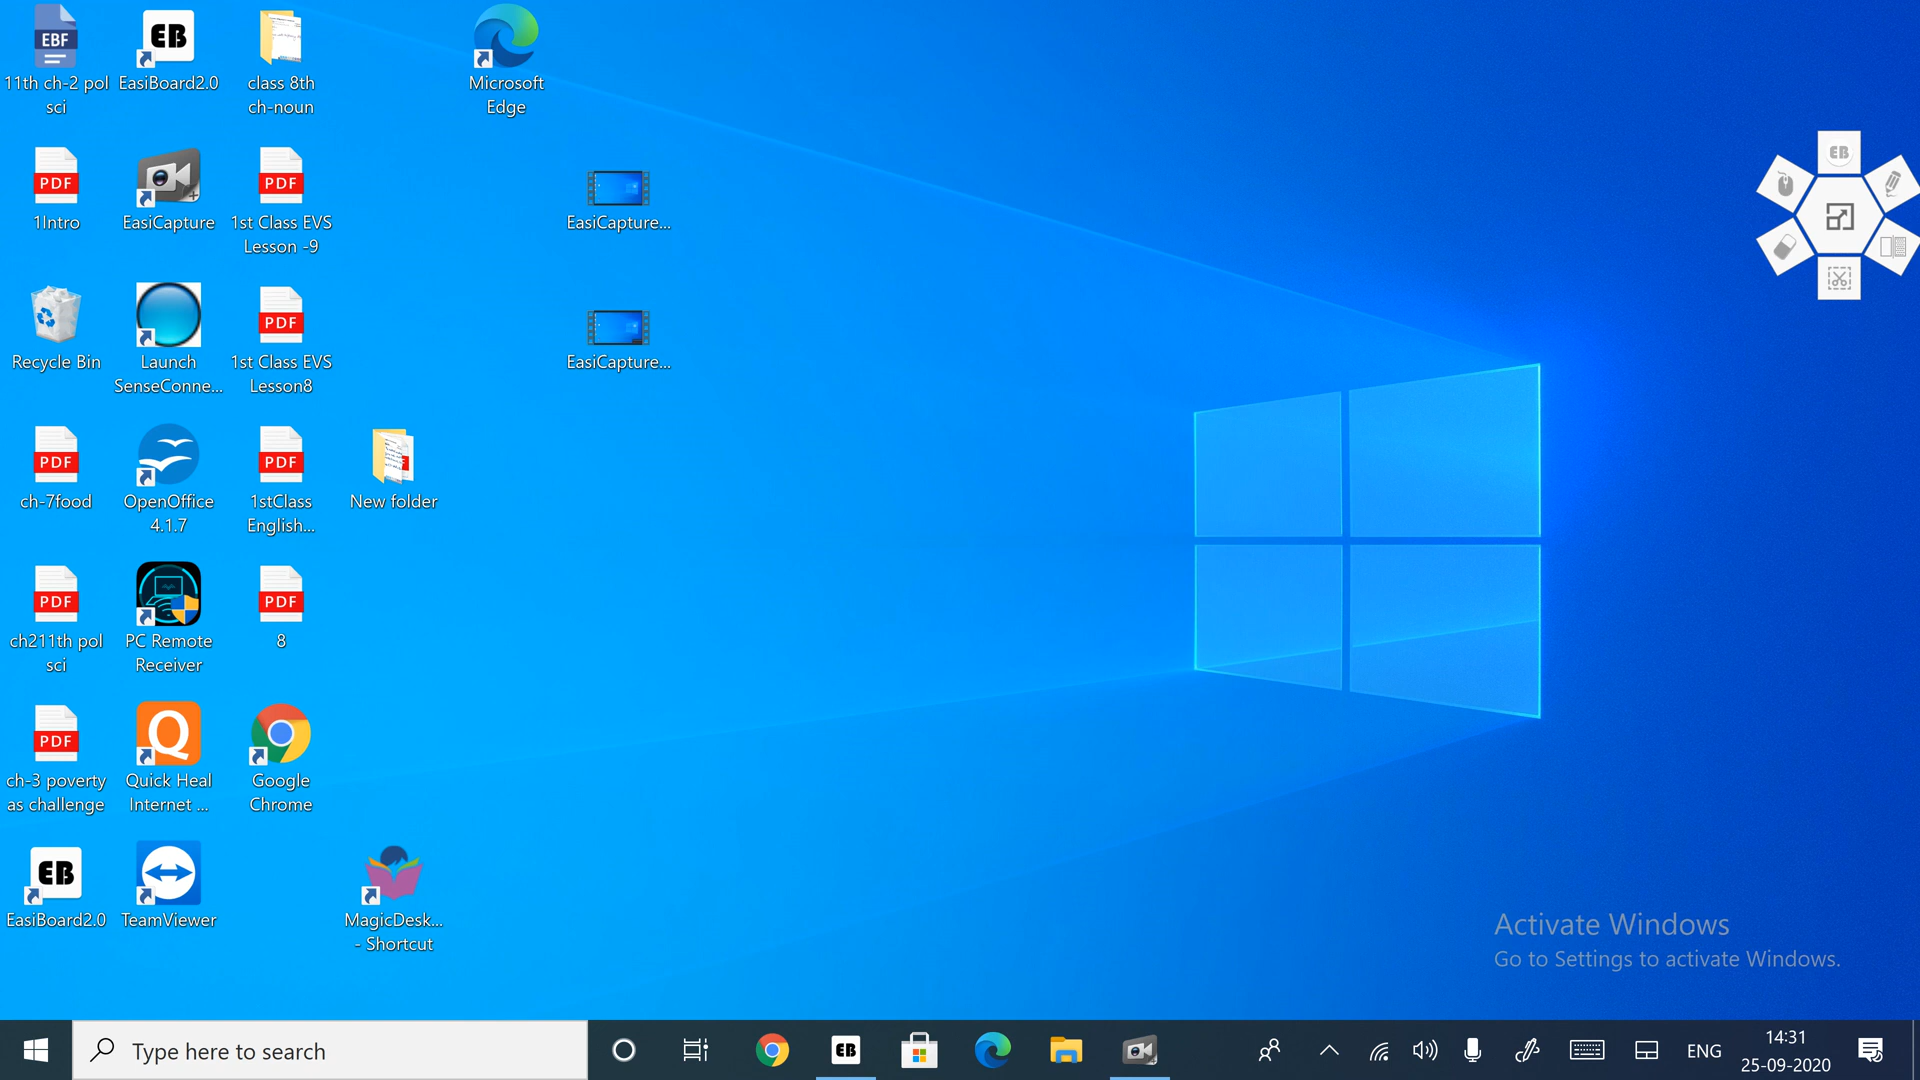 EBF
11th ch-2 pol
sci
EB
EasiBoard2.0
class 8th
ch-noun
Microsoft
Edge
PDF
1Intro
EasiCapture
PDF
1st Class EVS
Lesson -9
EasiCapture...
EB
Recycle Bin
Launch
SenseConne...
PDF
1st Class EVS
Lesson8
EasiCapture...
PDF
ch-7food
OpenOffice
4.1.7
PDF
1stClass
English...
New folder
PDF
ch211th pol
sci
PC Remote
Receiver
PDF
8
PDF
ch-3 poverty
as challenge
Q
Quick Heal
Internet ...
Google
Chrome
EB
EasiBoard2.0
TeamViewer
MagicDesk...
- Shortcut
Activate Windows
Go to Settings to activate Windows.
Type here to search
EB
ENG
14:31
25-09-2020